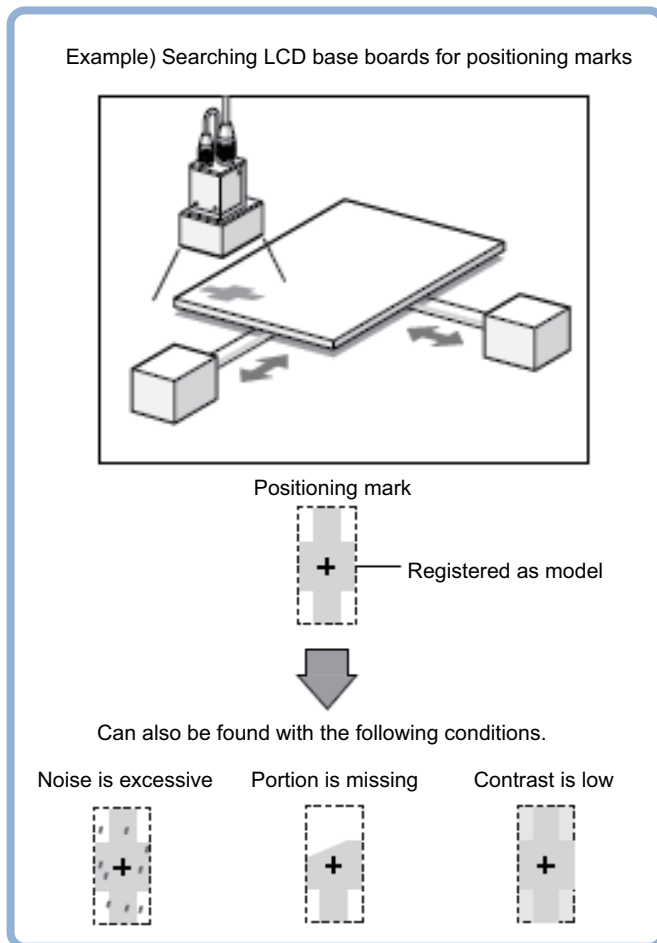 Example) Searching LCD base boards for positioning marks
Positioning mark
Registered as model
Can also be found with the following conditions.
Noise is excessive
Portion is missing
Contrast is low